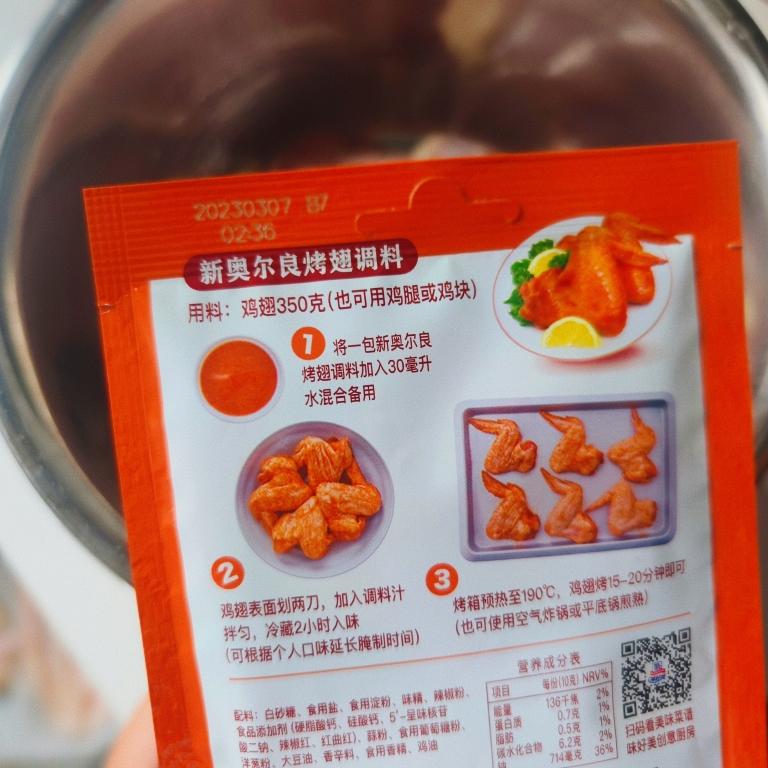 20230307 B7
02:36
新奥尔良烤翅调料
用料：鸡翅350克(也可用鸡腿或鸡块)
1 将一包新奥尔良
烤翅调料加入30毫升
水混合备用
2
鸡翅表面划两刀，加入调料汁
拌匀，冷藏2小时入味
(可根据个人口味延长腌制时间)
3
烤箱预热至190℃，鸡翅烤15-20分钟即可
(也可使用空气炸锅或平底锅煎熟)
配料：白砂糖、食用盐、食用淀粉、味精、辣椒粉、
食品添加剂(硬脂酸钙、硅酸钙、5'-呈味核苷
酸二钠、辣椒红、红曲红)、蒜粉、食用葡萄糖粉、
洋葱粉、大豆油、香辛料、食用香精、鸡油
营养成分表
项目 每份(10克) NRV%
能量 136千焦 2%
蛋白质 0.7克 1%
脂肪 0.5克 1%
碳水化合物 6.2克 2%
钠 714毫克 36%
扫码看美味菜谱
味好美创意厨房